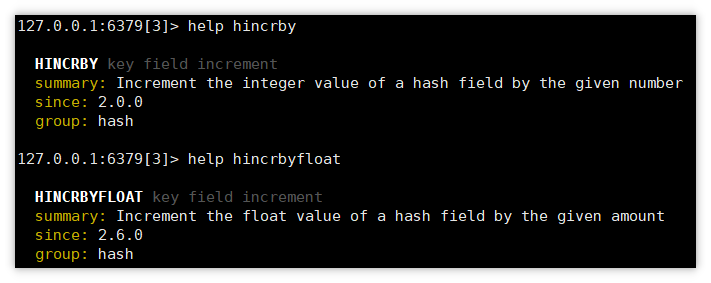 127.0.0.1:6379[3]> help hincrby
HINCRBY key field increment
summary: Increment the integer value of a hash field by the given number
since: 2.0.0
group: hash
127.0.0.1:6379[3]> help hincrbyfloat
HINCRBYFLOAT key field increment
summary: Increment the float value of a hash field by the given amount
since: 2.6.0
group: hash